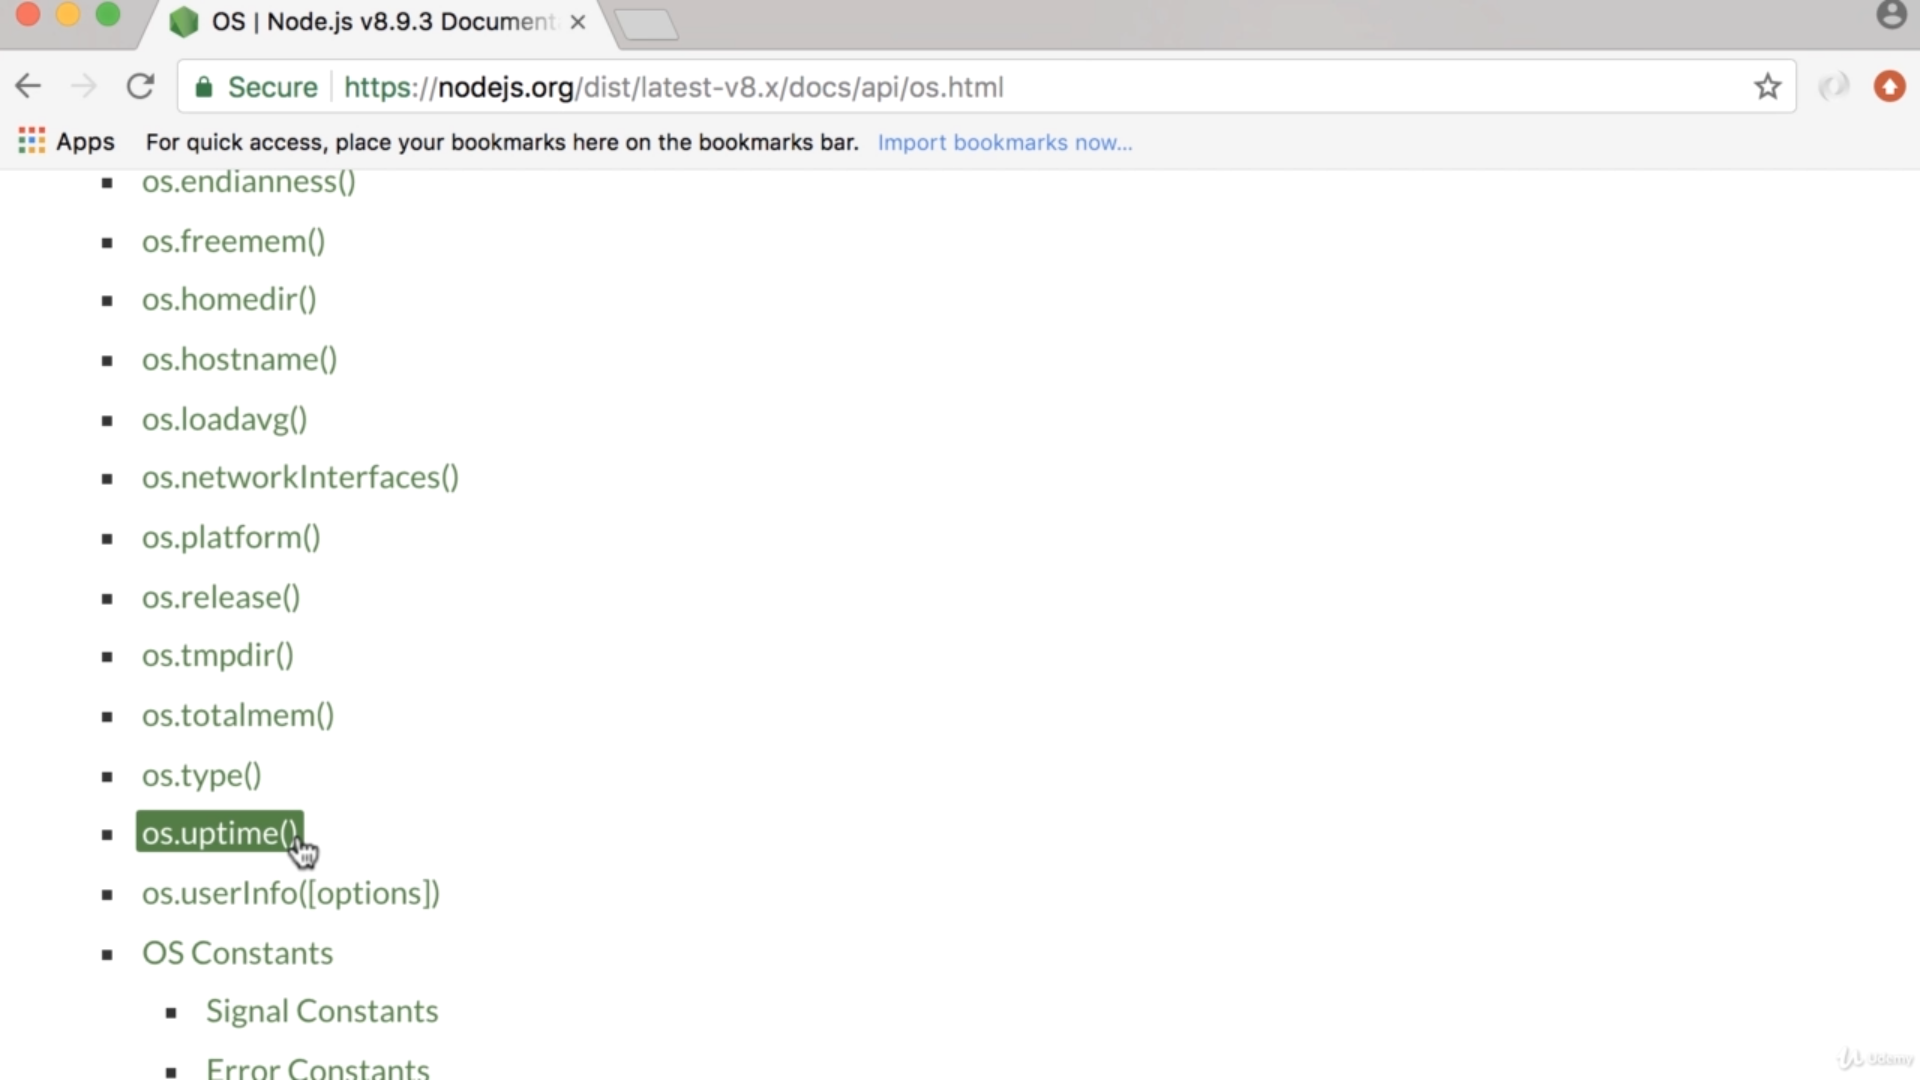 OS | Node.js v8.9.3 Document
Secure https://nodejs.org/dist/latest-v8.x/docs/api/os.html
Apps For quick access, place your bookmarks here on the bookmarks bar. Import bookmarks now...
os.endianness()
os.freemem()
os.homedir()
os.hostname()
os.loadavg()
os.networkInterfaces()
os.platform()
os.release()
os.tmpdir()
os.totalmem()
os.type()
os.uptime()
os.userInfo([options])
OS Constants
Signal Constants
Error Constants
Udemy